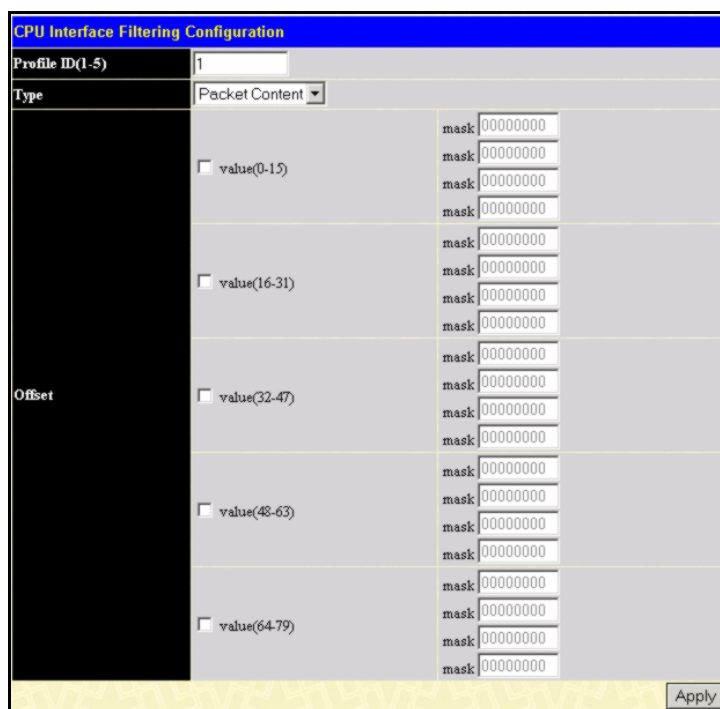 CPU Interface Filtering Configuration
Profile ID(1-5) 1
Type Packet Content
Offset
value(0-15)
mask 00000000
mask 00000000
mask 00000000
mask 00000000
value(16-31)
mask 00000000
mask 00000000
mask 00000000
mask 00000000
value(32-47)
mask 00000000
mask 00000000
mask 00000000
mask 00000000
value(48-63)
mask 00000000
mask 00000000
mask 00000000
mask 00000000
value(64-79)
mask 00000000
mask 00000000
mask 00000000
mask 00000000
Apply